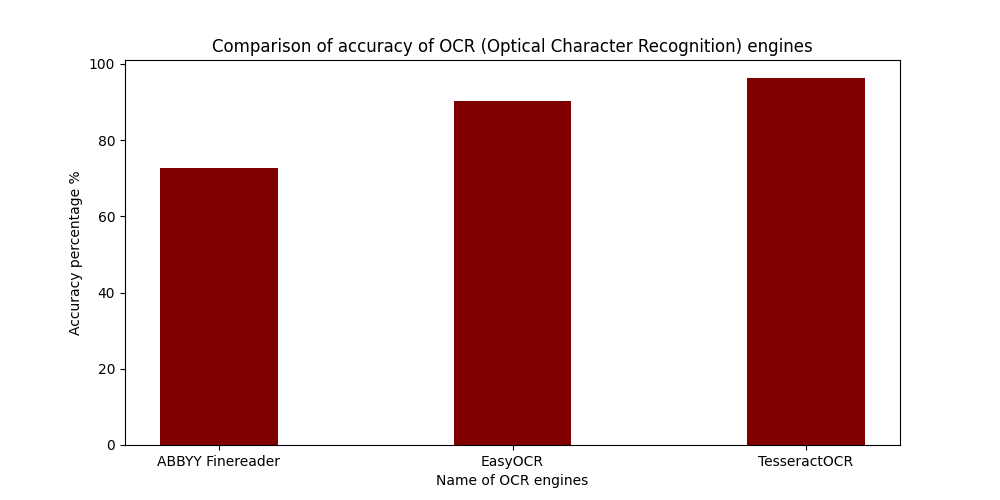 Comparison of accuracy of OCR (Optical Character Recognition) engines
100
80
60
40
20
0
Accuracy percentage %
ABBYY Finereader EasyOCR TesseractOCR
Name of OCR engines